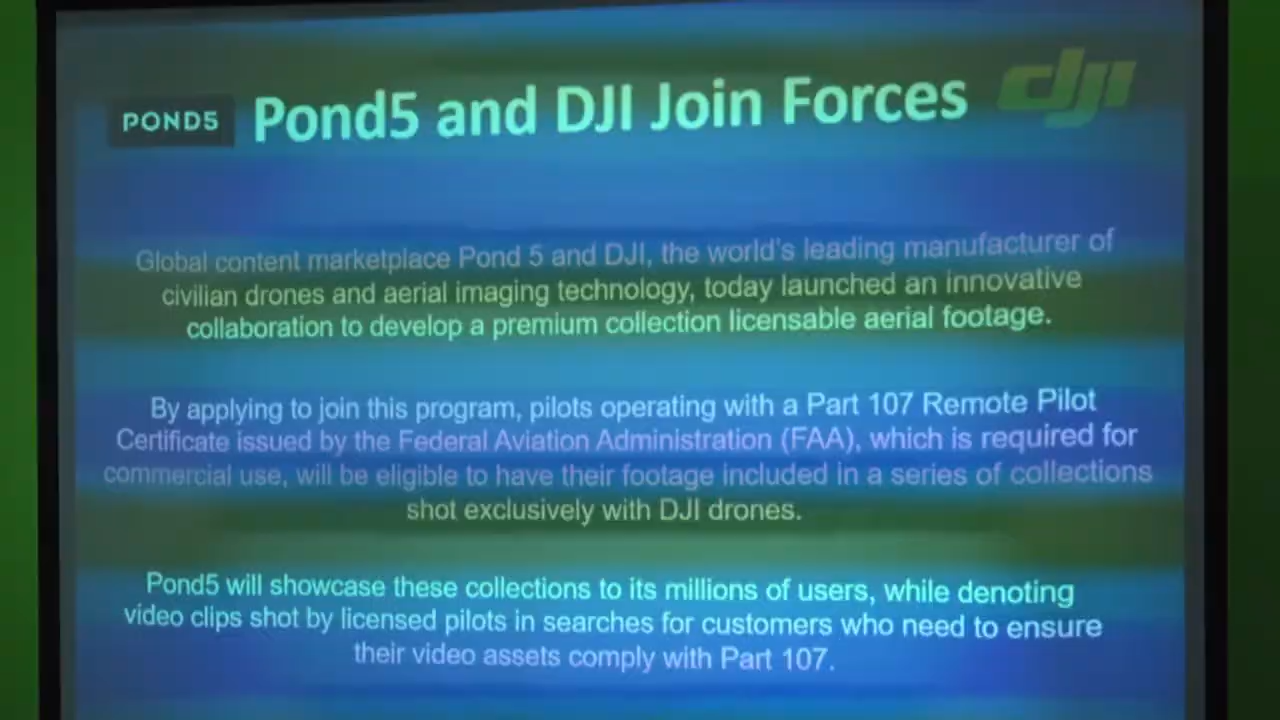 POND5
Pond5 and DJI Join Forces
dji
Global content marketplace Pond 5 and DJI, the world's leading manufacturer of
civilian drones and aerial imaging technology, today launched an innovative
collaboration to develop a premium collection licensable aerial footage.
By applying to join this program, pilots operating with a Part 107 Remote Pilot
Certificate issued by the Federal Aviation Administration (FAA), which is required for
commercial use, will be eligible to have their footage included in a series of collections
shot exclusively with DJI drones.
Pond5 will showcase these collections to its millions of users, while denoting
video clips shot by licensed pilots in searches for customers who need to ensure
their video assets comply with Part 107.